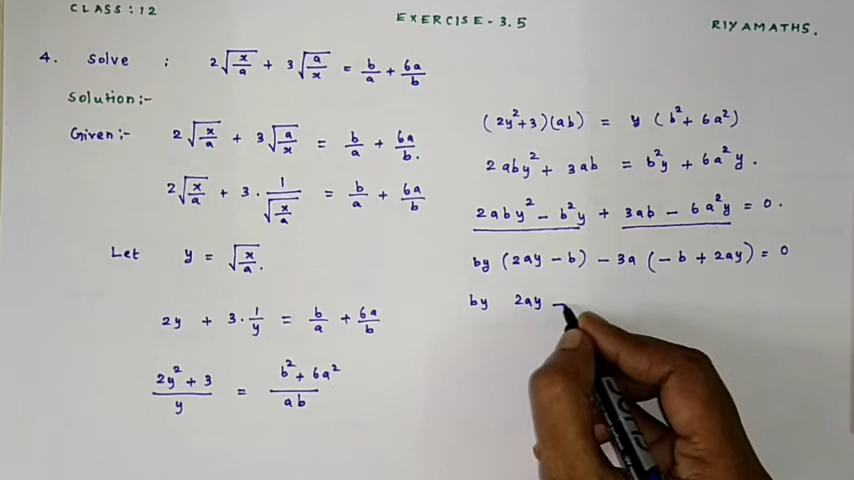 CLASS : 12 EXERCISE - 3.5 RIYAMATHS.
4. Solve : 2√(x/a) + 3√(a/x) = b/a + 6a/b
Solution:-
Given:- 2√(x/a) + 3√(a/x) = b/a + 6a/b.
2√(x/a) + 3 · 1/√(x/a) = b/a + 6a/b
Let y = √(x/a).
2y + 3 · 1/y = b/a + 6a/b
(2y² + 3)/y = (b² + 6a²)/ab
(2y² + 3)(ab) = y (b² + 6a²)
2aby² + 3ab = b²y + 6a²y.
2aby² - b²y + 3ab - 6a²y = 0.
by (2ay - b) - 3a (-b + 2ay) = 0
by 2ay -